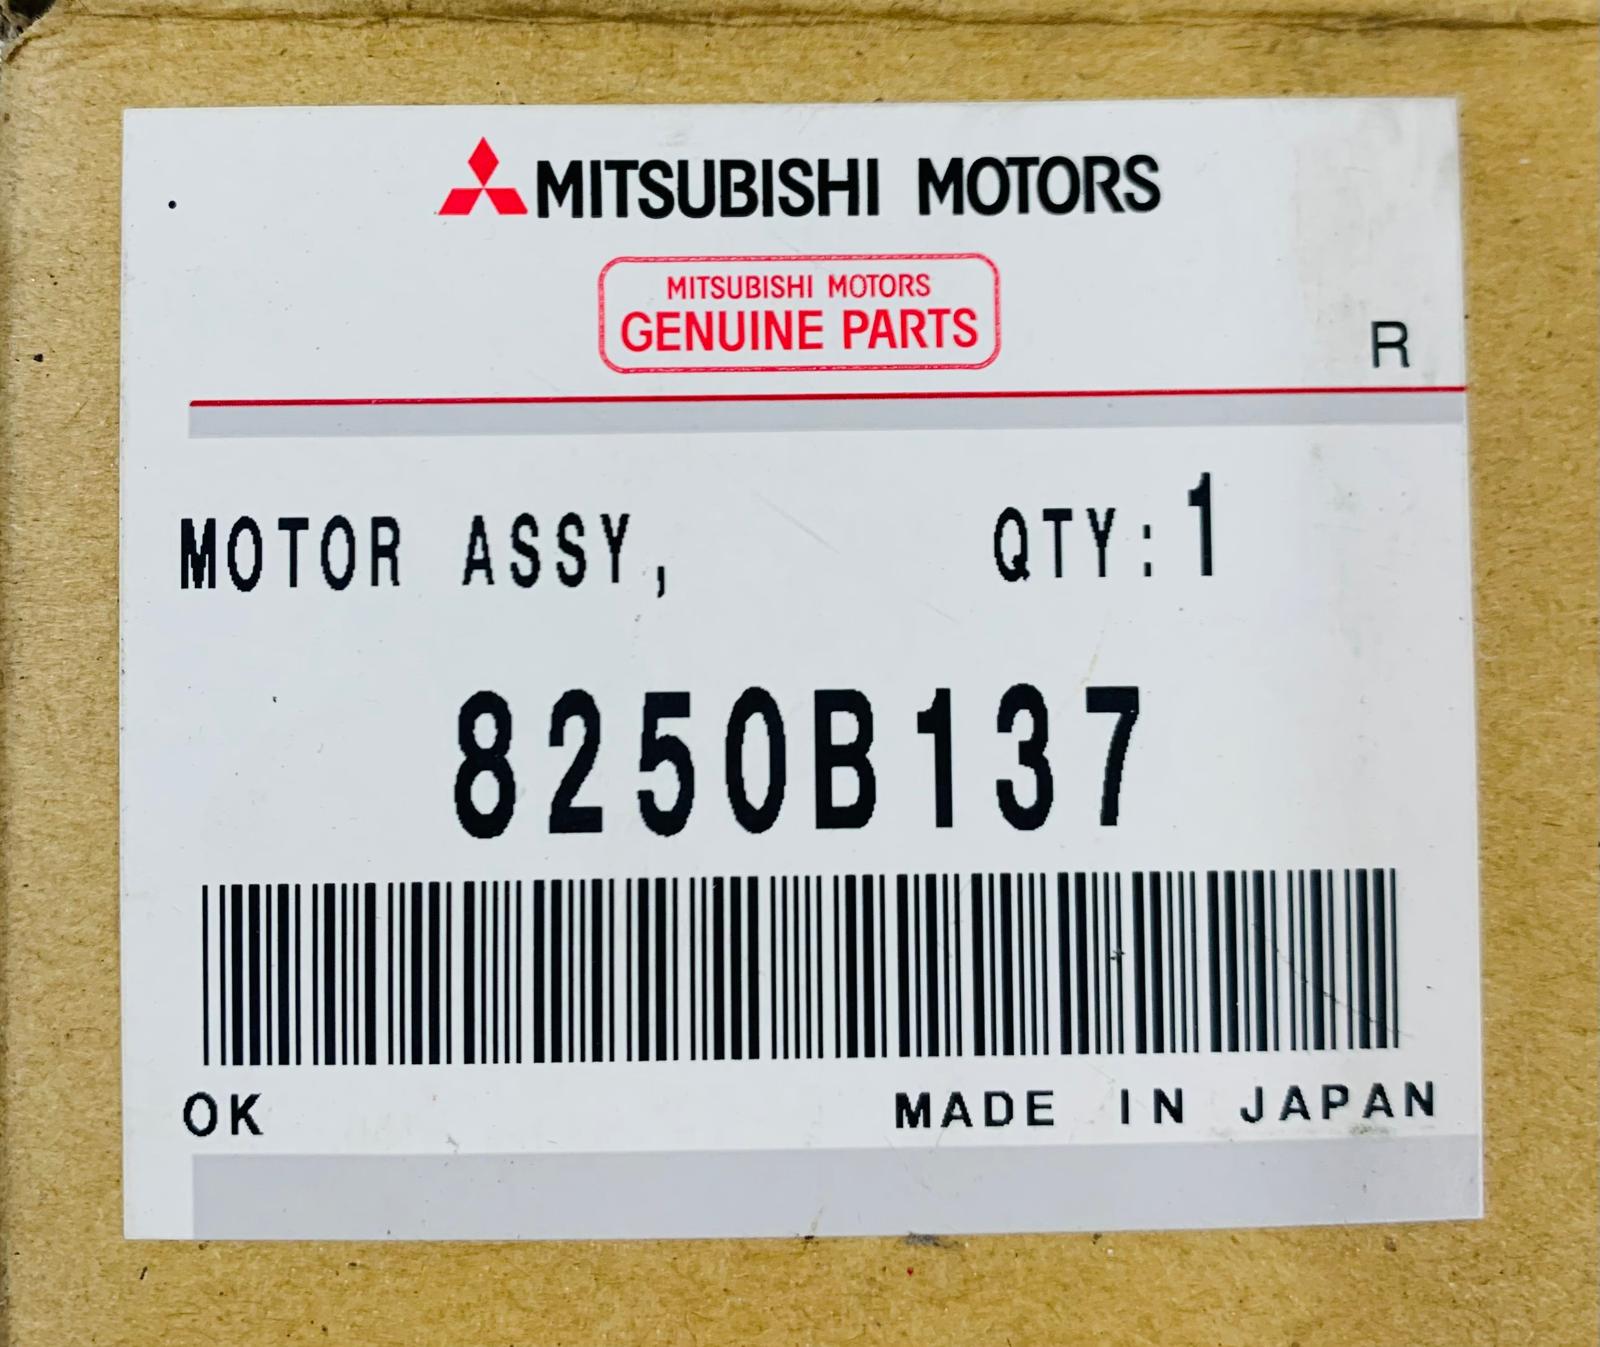 MITSUBISHI MOTORS
MITSUBISHI MOTORS
GENUINE PARTS
R
MOTOR ASSY, QTY:1
8250B137
OK MADE IN JAPAN